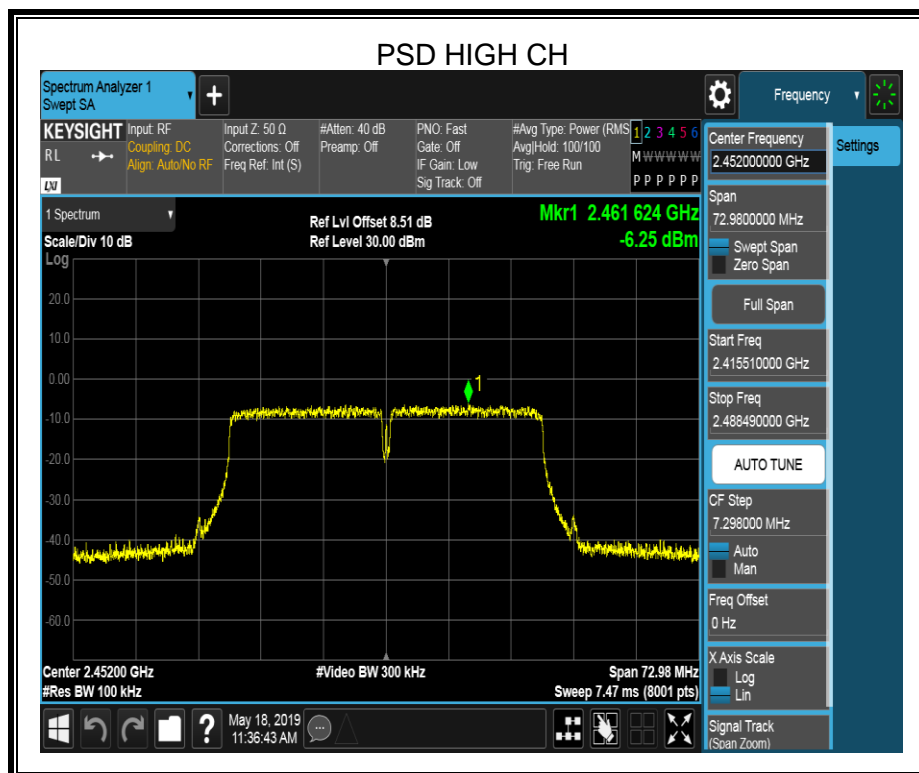 PSD HIGH CH
Spectrum Analyzer 1
Swept SA
+
Frequency
KEYSIGHT
RL
LXI
Input: RF
Coupling: DC
Align: Auto/No RF
Input Z: 50 Ω
Corrections: Off
Freq Ref: Int (S)
#Atten: 40 dB
Preamp: Off
PNO: Fast
Gate: Off
IF Gain: Low
Sig Track: Off
#Avg Type: Power (RMS
Avg|Hold: 100/100
Trig: Free Run
1 2 3 4 5 6
M W W W W W
P P P P P P
Center Frequency
2.452000000 GHz
Settings
1 Spectrum
Scale/Div 10 dB
Ref Lvl Offset 8.51 dB
Ref Level 30.00 dBm
Mkr1 2.461 624 GHz
-6.25 dBm
Span
72.9800000 MHz
Swept Span
Zero Span
Full Span
Start Freq
2.415510000 GHz
Stop Freq
2.488490000 GHz
AUTO TUNE
CF Step
7.298000 MHz
Auto
Man
Freq Offset
0 Hz
X Axis Scale
Log
Lin
Signal Track
(Span Zoom)
Log
20.0
10.0
0.00
-10.0
-20.0
-30.0
-40.0
-50.0
-60.0
1
Center 2.45200 GHz
#Res BW 100 kHz
#Video BW 300 kHz
Span 72.98 MHz
Sweep 7.47 ms (8001 pts)
?
May 18, 2019
11:36:43 AM